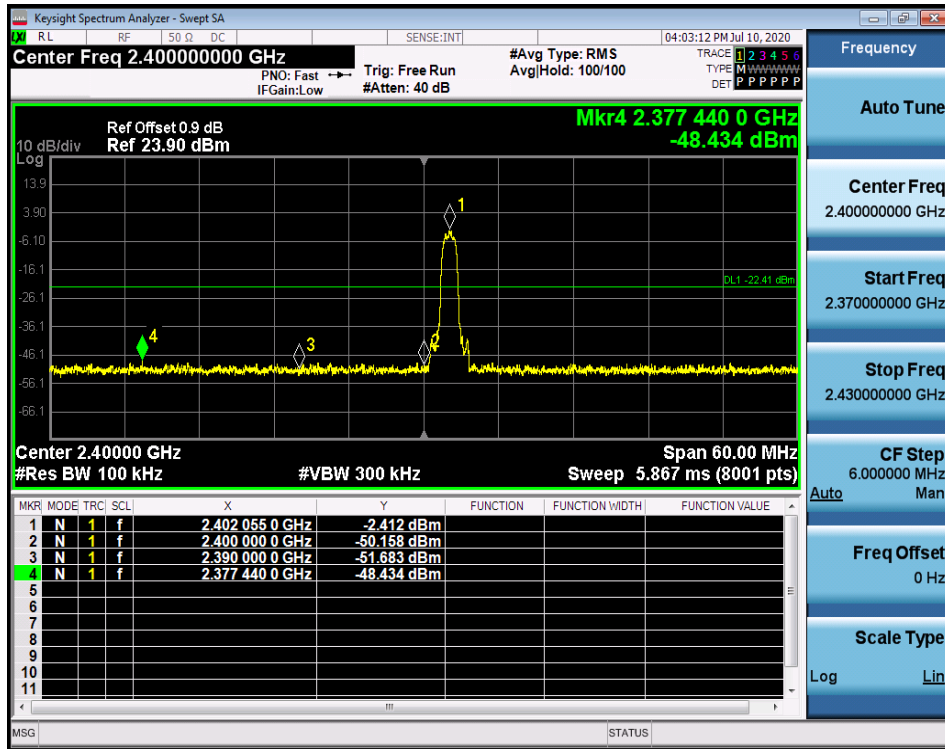 Keysight Spectrum Analyzer - Swept SA
LXI RL RF 50 Ω DC SENSE:INT 04:03:12 PM Jul 10, 2020
Center Freq 2.400000000 GHz
PNO: Fast
IFGain:Low
Trig: Free Run
#Atten: 40 dB
#Avg Type: RMS
Avg|Hold: 100/100
TRACE 1 2 3 4 5 6
TYPE M W W W W W
DET P P P P P P
Mkr4 2.377 440 0 GHz
-48.434 dBm
Ref Offset 0.9 dB
10 dB/div Ref 23.90 dBm
Log
13.9
3.90
-6.10
-16.1
-26.1
-36.1
-46.1
-56.1
-66.1
1
DL1 -22.41 dBm
4
3
2
Center 2.40000 GHz Span 60.00 MHz
#Res BW 100 kHz #VBW 300 kHz Sweep 5.867 ms (8001 pts)
MKR MODE TRC SCL X Y FUNCTION FUNCTION WIDTH FUNCTION VALUE
1 N 1 f 2.402 055 0 GHz -2.412 dBm
2 N 1 f 2.400 000 0 GHz -50.158 dBm
3 N 1 f 2.390 000 0 GHz -51.683 dBm
4 N 1 f 2.377 440 0 GHz -48.434 dBm
5
6
7
8
9
10
11
MSG STATUS
Frequency
Auto Tune
Center Freq
2.400000000 GHz
Start Freq
2.370000000 GHz
Stop Freq
2.430000000 GHz
CF Step
6.000000 MHz
Auto Man
Freq Offset
0 Hz
Scale Type
Log Lin